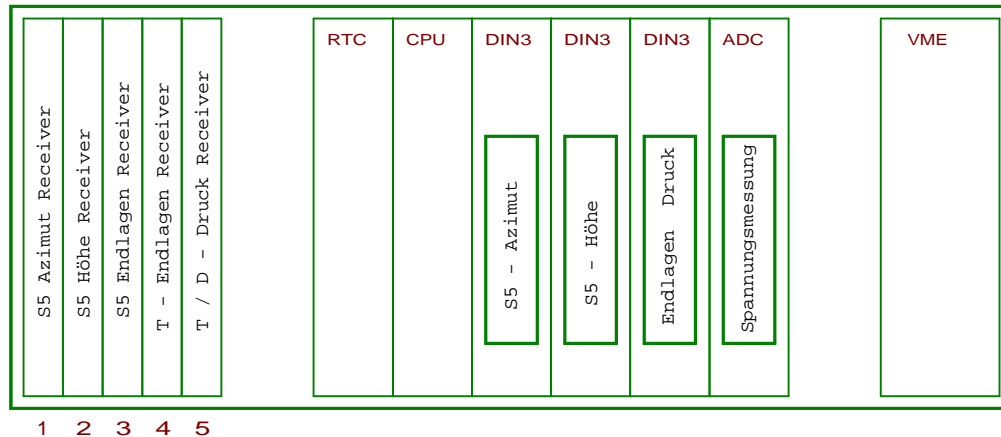 RTC CPU DIN3 DIN3 DIN3 ADC VME
S5 Azimut Receiver
S5 Höhe Receiver
S5 Endlagen Receiver
T - Endlagen Receiver
T / D - Druck Receiver
S5 - Azimut
S5 - Höhe
Endlagen Druck
Spannungsmessung
1 2 3 4 5